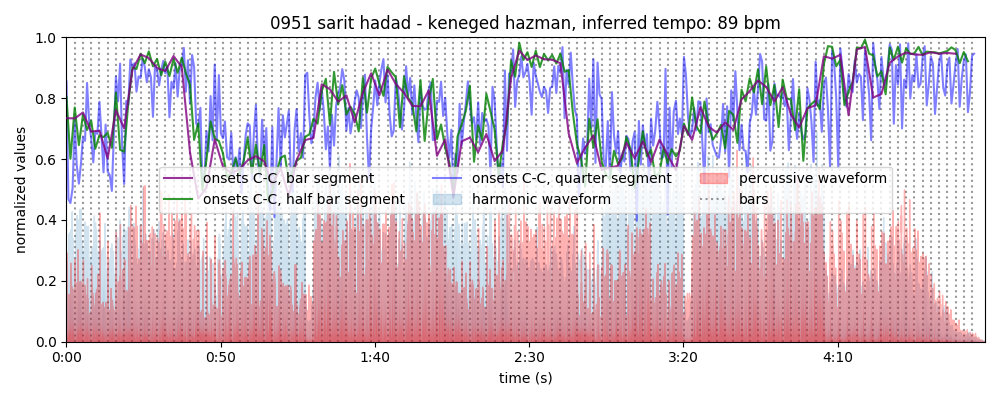 0951 sarit hadad - keneged hazman, inferred tempo: 89 bpm
1.0
0.8
0.6
0.4
0.2
0.0
normalized values
onsets C-C, bar segment
onsets C-C, half bar segment
onsets C-C, quarter segment
harmonic waveform
percussive waveform
bars
0:00 0:50 1:40 2:30 3:20 4:10
time (s)